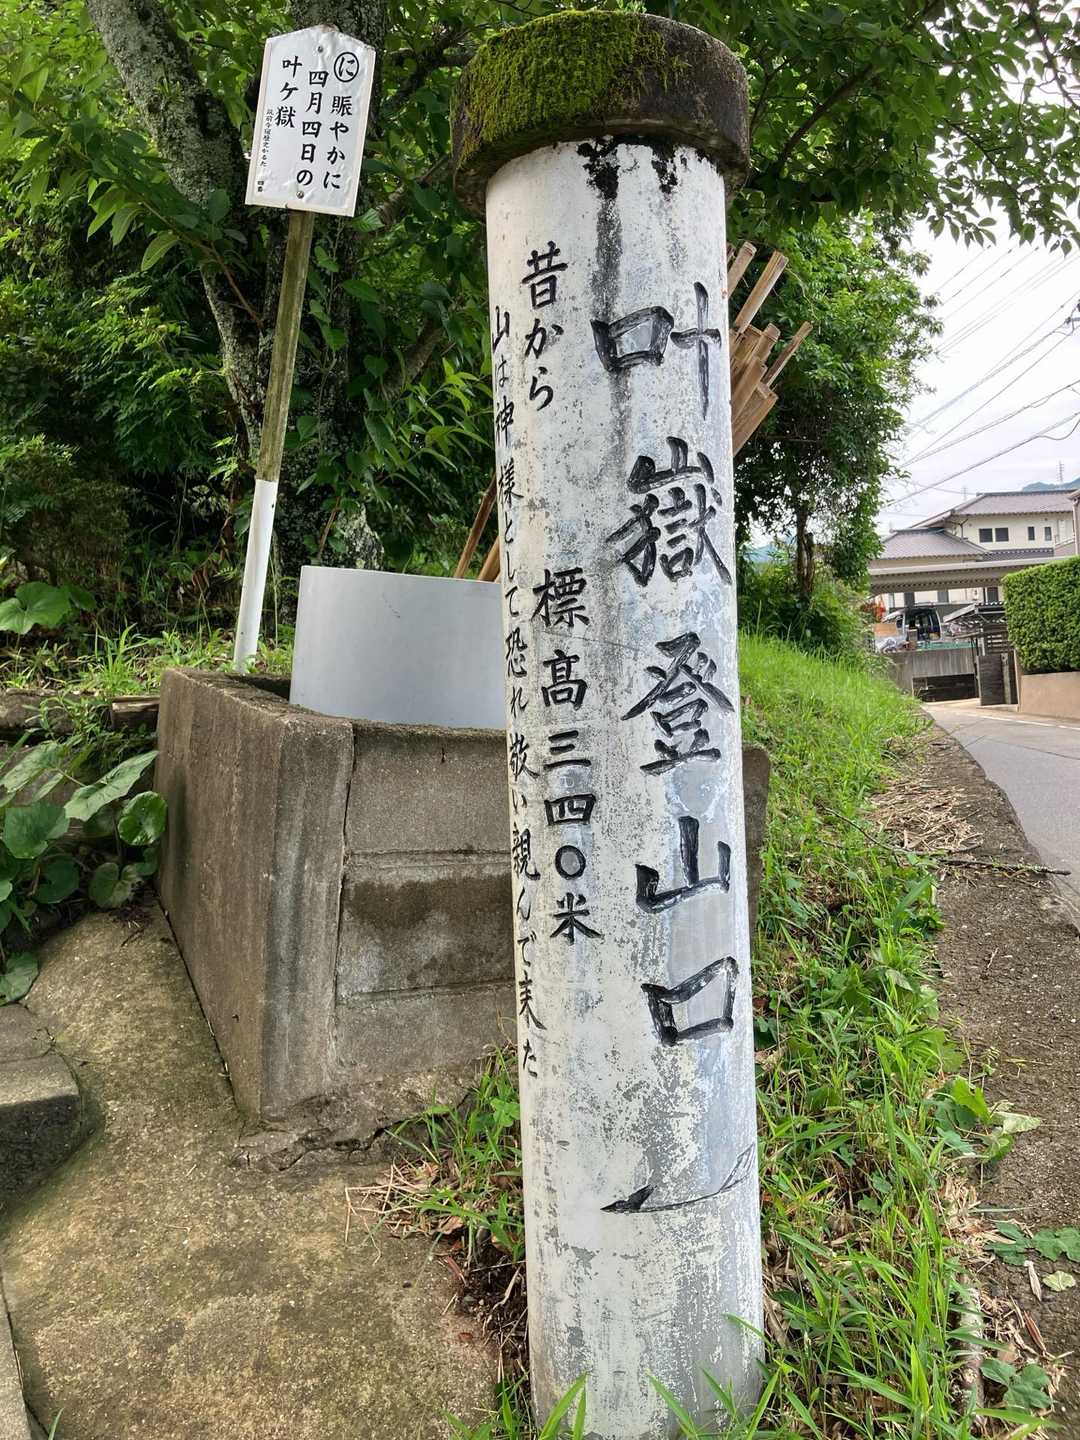 に 賑やかに
四月四日の
叶ケ嶽
叶嶽登山口
標高三四〇米
昔から
山は神様として恐れ敬い親んで来た